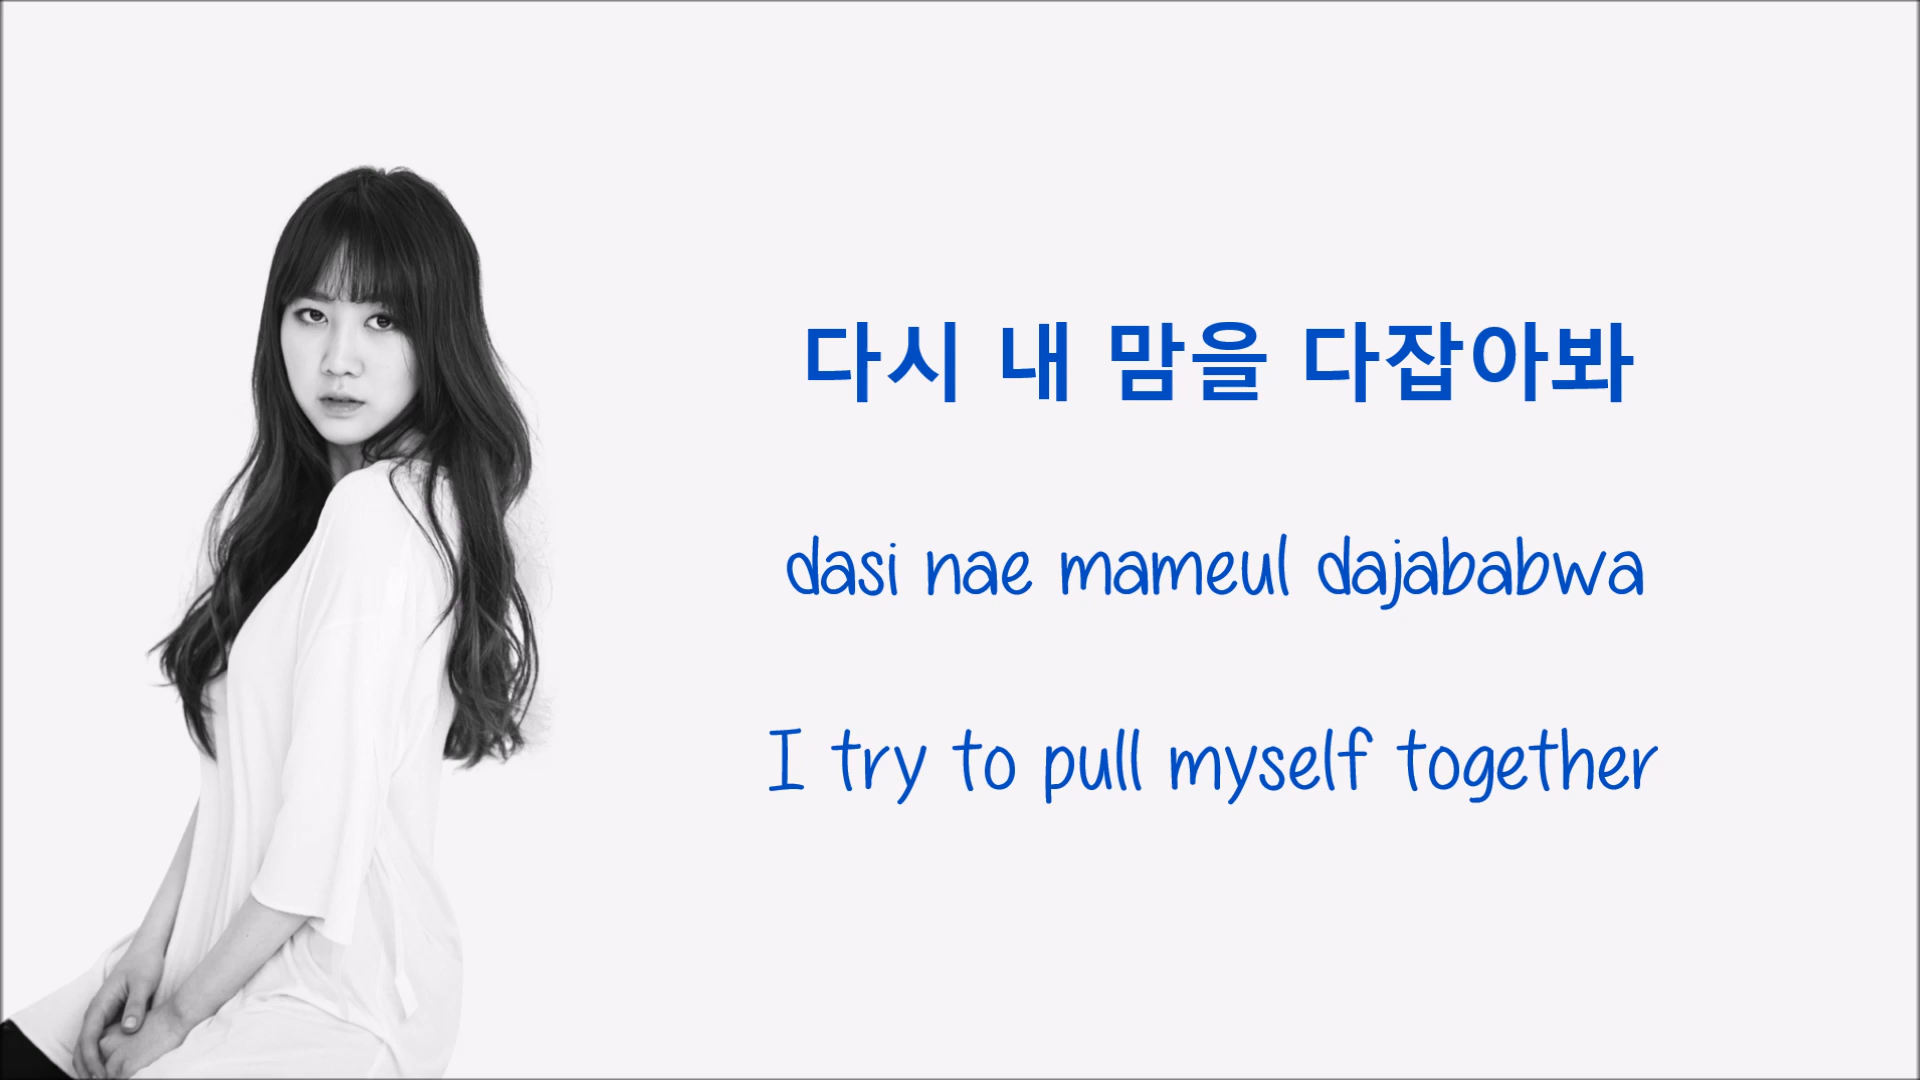 다시 내 맘을 다잡아봐
dasi nae mameul dajababwa
I try to pull myself together